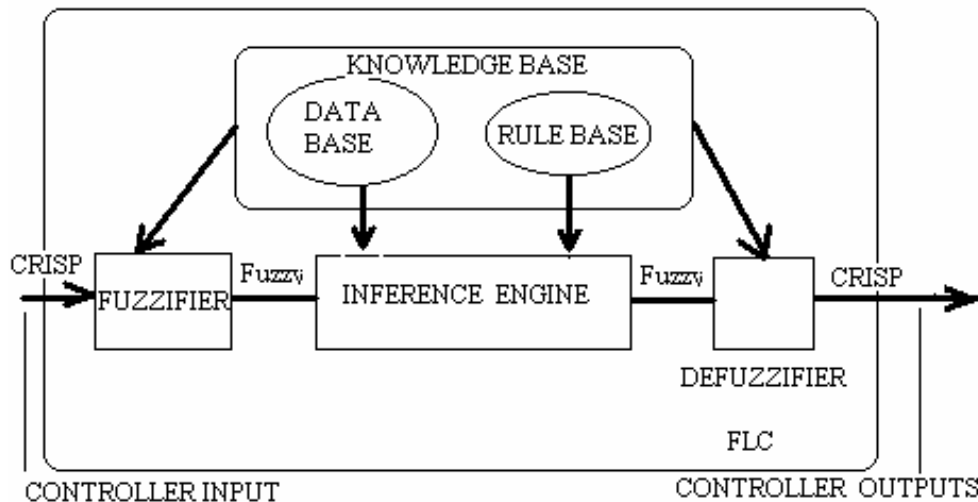 KNOWLEDGE BASE
DATA
BASE
RULE BASE
CRISP
Fuzzy
Fuzzy
CRISP
FUZZIFIER
INFERENCE ENGINE
DEFUZZIFIER
FLC
CONTROLLER INPUT
CONTROLLER OUTPUTS